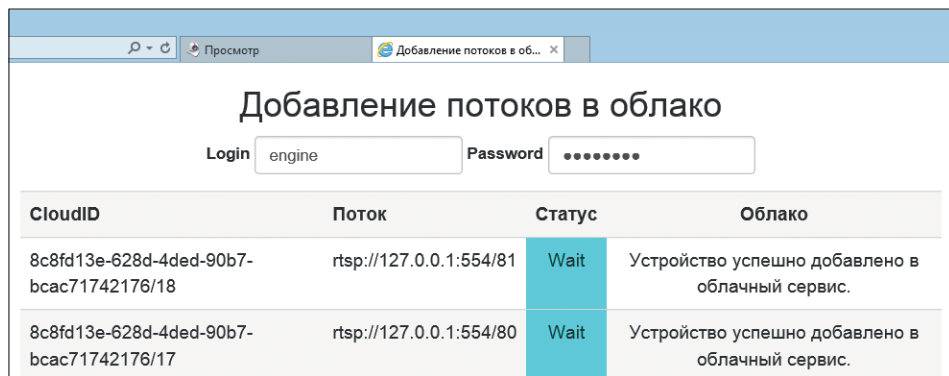 Просмотр
Добавление потоков в об...
Добавление потоков в облако
Login engine Password ●●●●●●●●
CloudID Поток Статус Облако
8c8fd13e-628d-4ded-90b7- rtsp://127.0.0.1:554/81 Wait Устройство успешно добавлено в
bcac71742176/18 облачный сервис.
8c8fd13e-628d-4ded-90b7- rtsp://127.0.0.1:554/80 Wait Устройство успешно добавлено в
bcac71742176/17 облачный сервис.